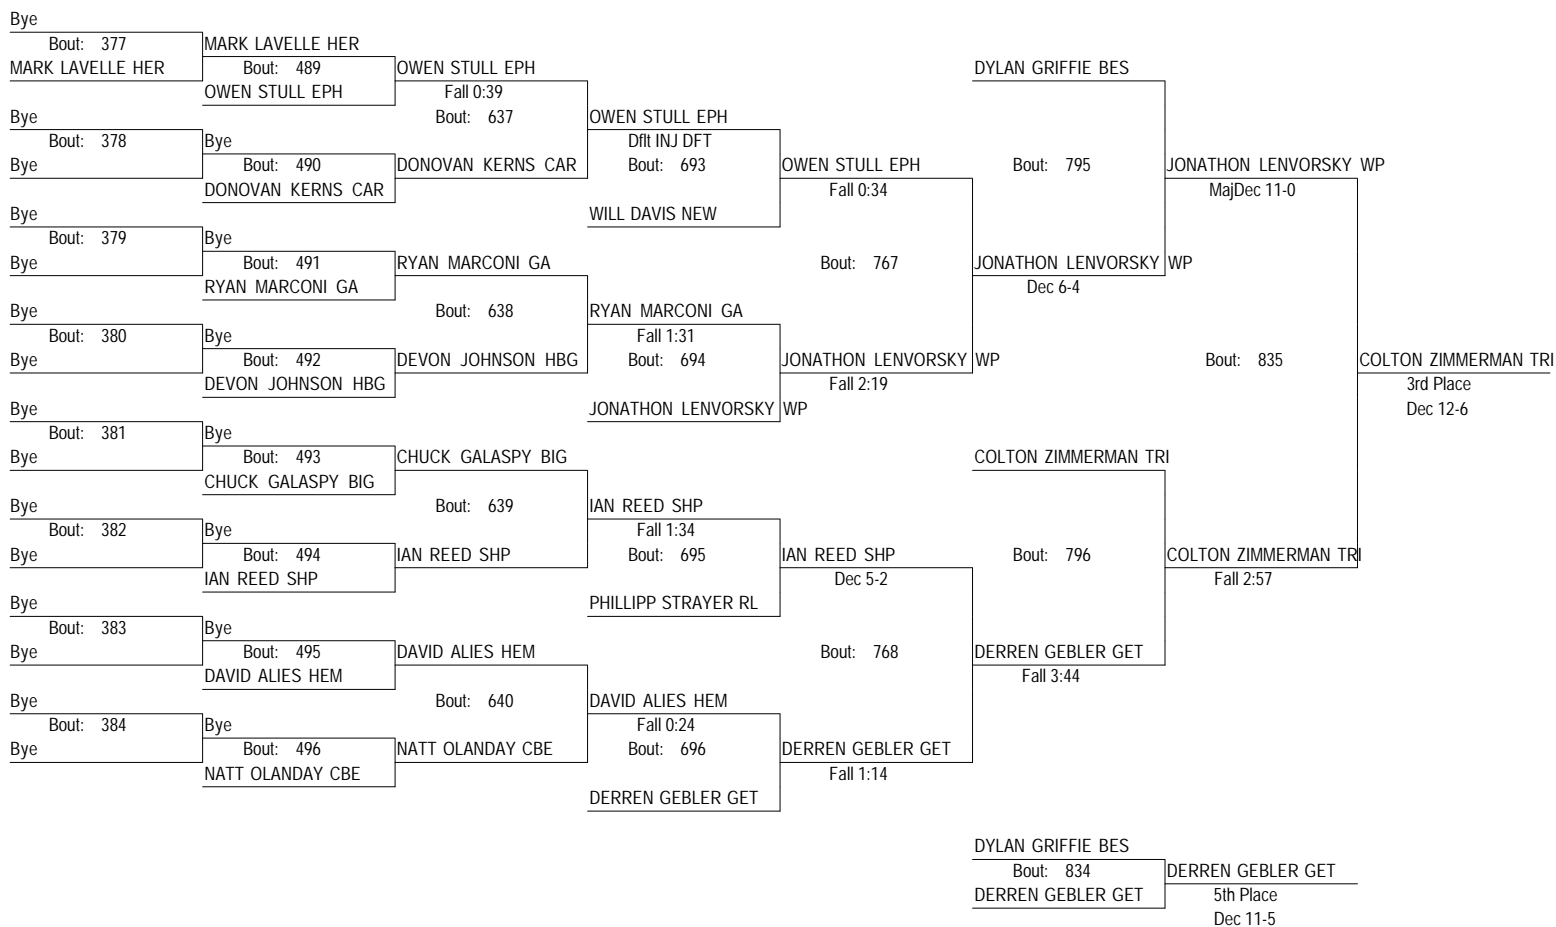 Bye
Bout: 377 MARK LAVELLE HER
MARK LAVELLE HER Bout: 489 OWEN STULL EPH DYLAN GRIFFIE BES
OWEN STULL EPH Fall 0:39
Bye Bout: 637 OWEN STULL EPH
Bout: 378 Bye Dflt INJ DFT
Bye Bout: 490 DONOVAN KERNS CAR Bout: 693 OWEN STULL EPH Bout: 795 JONATHON LENVORSKY WP
DONOVAN KERNS CAR Fall 0:34 MajDec 11-0
Bye WILL DAVIS NEW
Bout: 379 Bye
Bye Bout: 491 RYAN MARCONI GA Bout: 767 JONATHON LENVORSKY WP
RYAN MARCONI GA Dec 6-4
Bye Bout: 638 RYAN MARCONI GA
Bout: 380 Bye Fall 1:31
Bye Bout: 492 DEVON JOHNSON HBG Bout: 694 JONATHON LENVORSKY WP Bout: 835 COLTON ZIMMERMAN TRI
DEVON JOHNSON HBG Fall 2:19 3rd Place
Bye JONATHON LENVORSKY WP Dec 12-6
Bout: 381 Bye
Bye Bout: 493 CHUCK GALASPY BIG COLTON ZIMMERMAN TRI
CHUCK GALASPY BIG
Bye Bout: 639 IAN REED SHP
Bout: 382 Bye Fall 1:34
Bye Bout: 494 IAN REED SHP Bout: 695 IAN REED SHP Bout: 796 COLTON ZIMMERMAN TRI
IAN REED SHP Dec 5-2 Fall 2:57
Bye PHILLIPP STRAYER RL
Bout: 383 Bye
Bye Bout: 495 DAVID ALIES HEM Bout: 768 DERREN GEBLER GET
DAVID ALIES HEM Fall 3:44
Bye Bout: 640 DAVID ALIES HEM
Bout: 384 Bye Fall 0:24
Bye Bout: 496 NATT OLANDAY CBE Bout: 696 DERREN GEBLER GET
NATT OLANDAY CBE Fall 1:14
DERREN GEBLER GET
DYLAN GRIFFIE BES
Bout: 834 DERREN GEBLER GET
DERREN GEBLER GET 5th Place
Dec 11-5